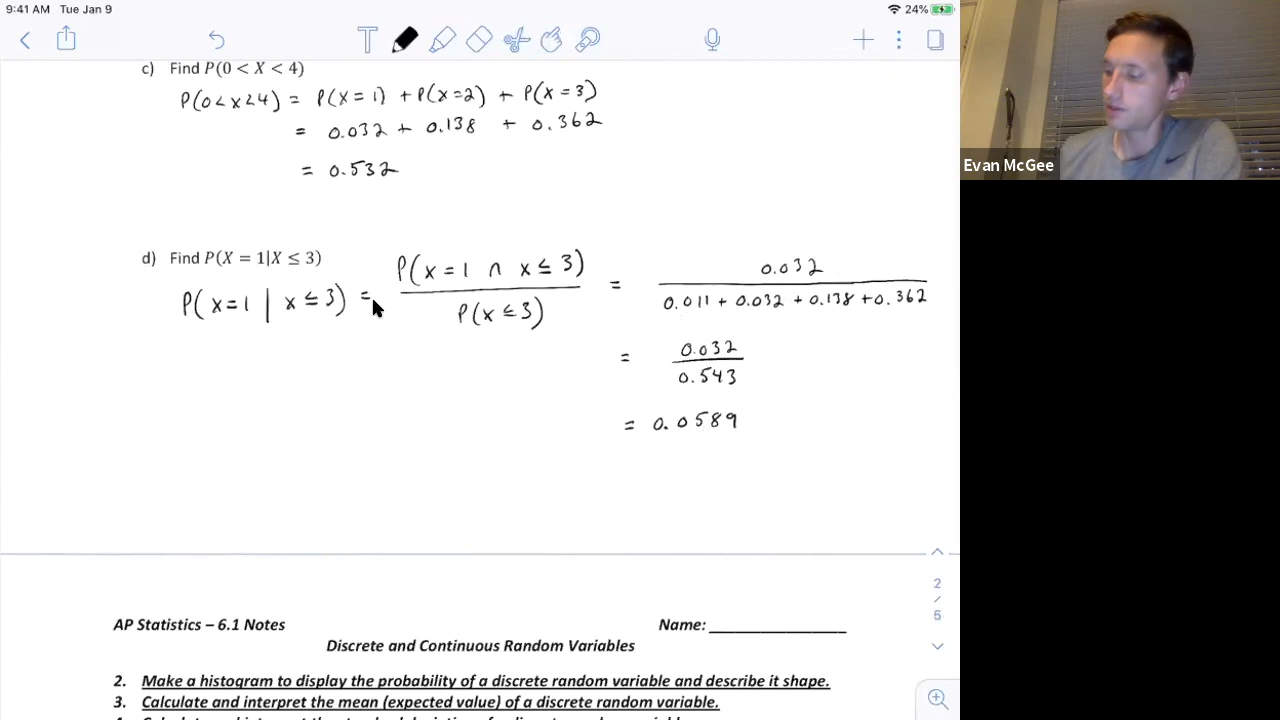 9:41 AM Tue Jan 9
24%
c) Find P(0 < X < 4)
P(0<x<4) = P(x=1) + P(x=2) + P(x=3)
= 0.032 + 0.138 + 0.362
= 0.532
Evan McGee
d) Find P(X = 1|X ≤ 3)
P(x=1 | x≤3) = P(x=1 ∩ x≤3) / P(x≤3) = 0.032 / 0.011 + 0.032 + 0.138 + 0.362
= 0.032 / 0.543
= 0.0589
2 / 5
AP Statistics – 6.1 Notes Name: ________________
Discrete and Continuous Random Variables
2. Make a histogram to display the probability of a discrete random variable and describe it shape.
3. Calculate and interpret the mean (expected value) of a discrete random variable.